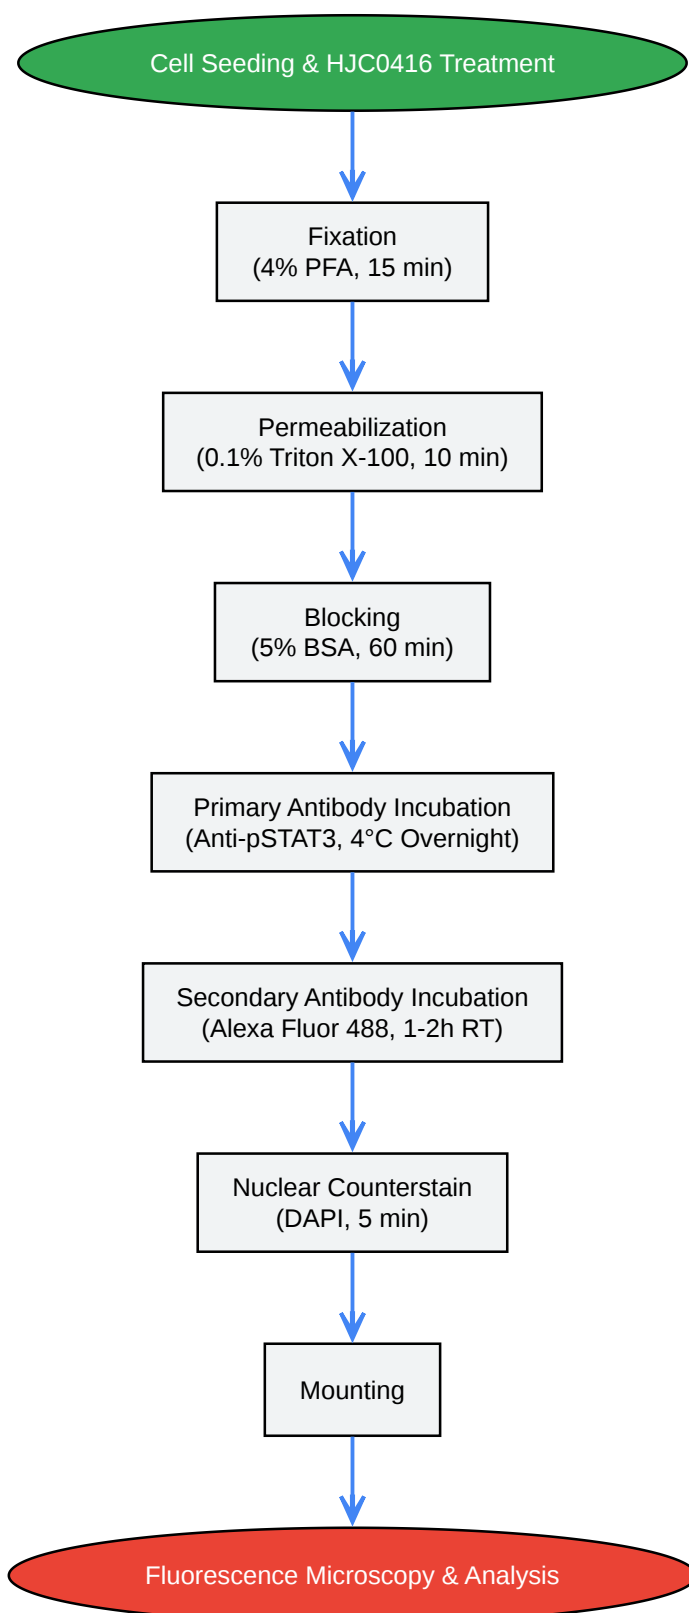 Cell Seeding & HJC0416 Treatment
Fixation
(4% PFA, 15 min)
Permeabilization
(0.1% Triton X-100, 10 min)
Blocking
(5% BSA, 60 min)
Primary Antibody Incubation
(Anti-pSTAT3, 4°C Overnight)
Secondary Antibody Incubation
(Alexa Fluor 488, 1-2h RT)
Nuclear Counterstain
(DAPI, 5 min)
Mounting
Fluorescence Microscopy & Analysis